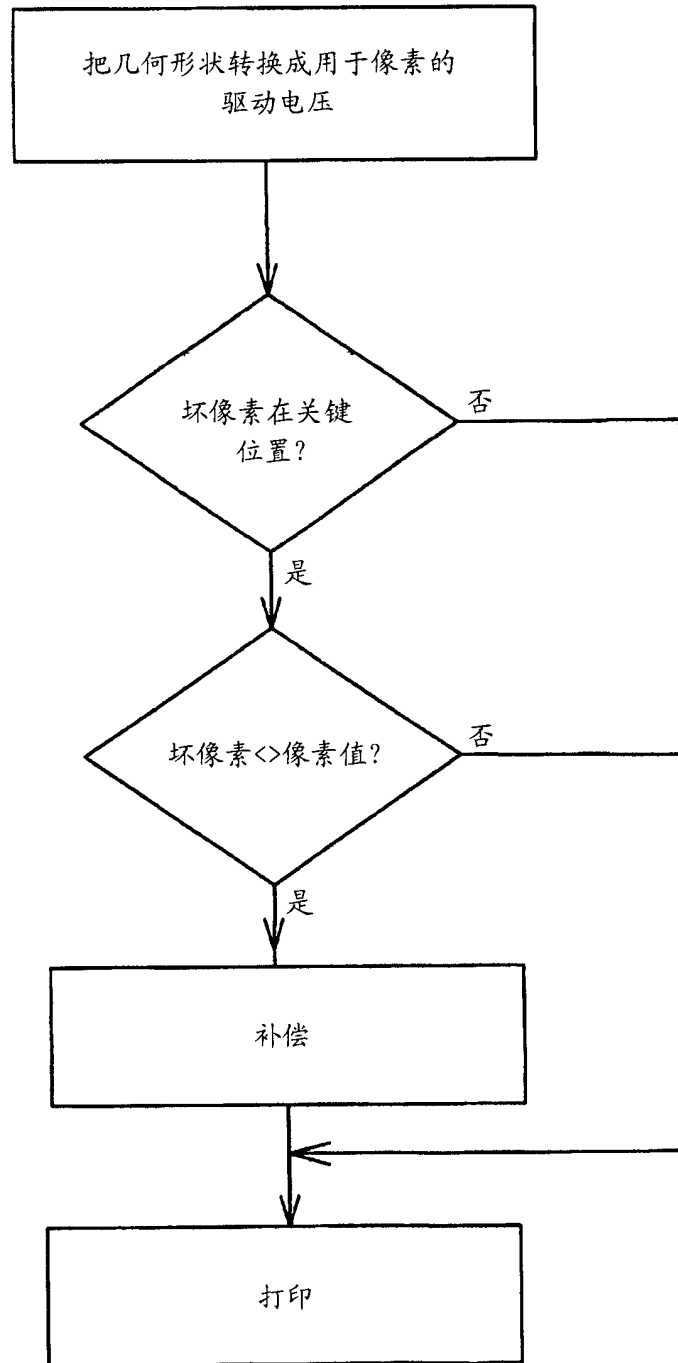 把几何形状转换成用于像素的
驱动电压
坏像素在关键
位置?
否
是
坏像素<>像素值?
否
是
补偿
打印